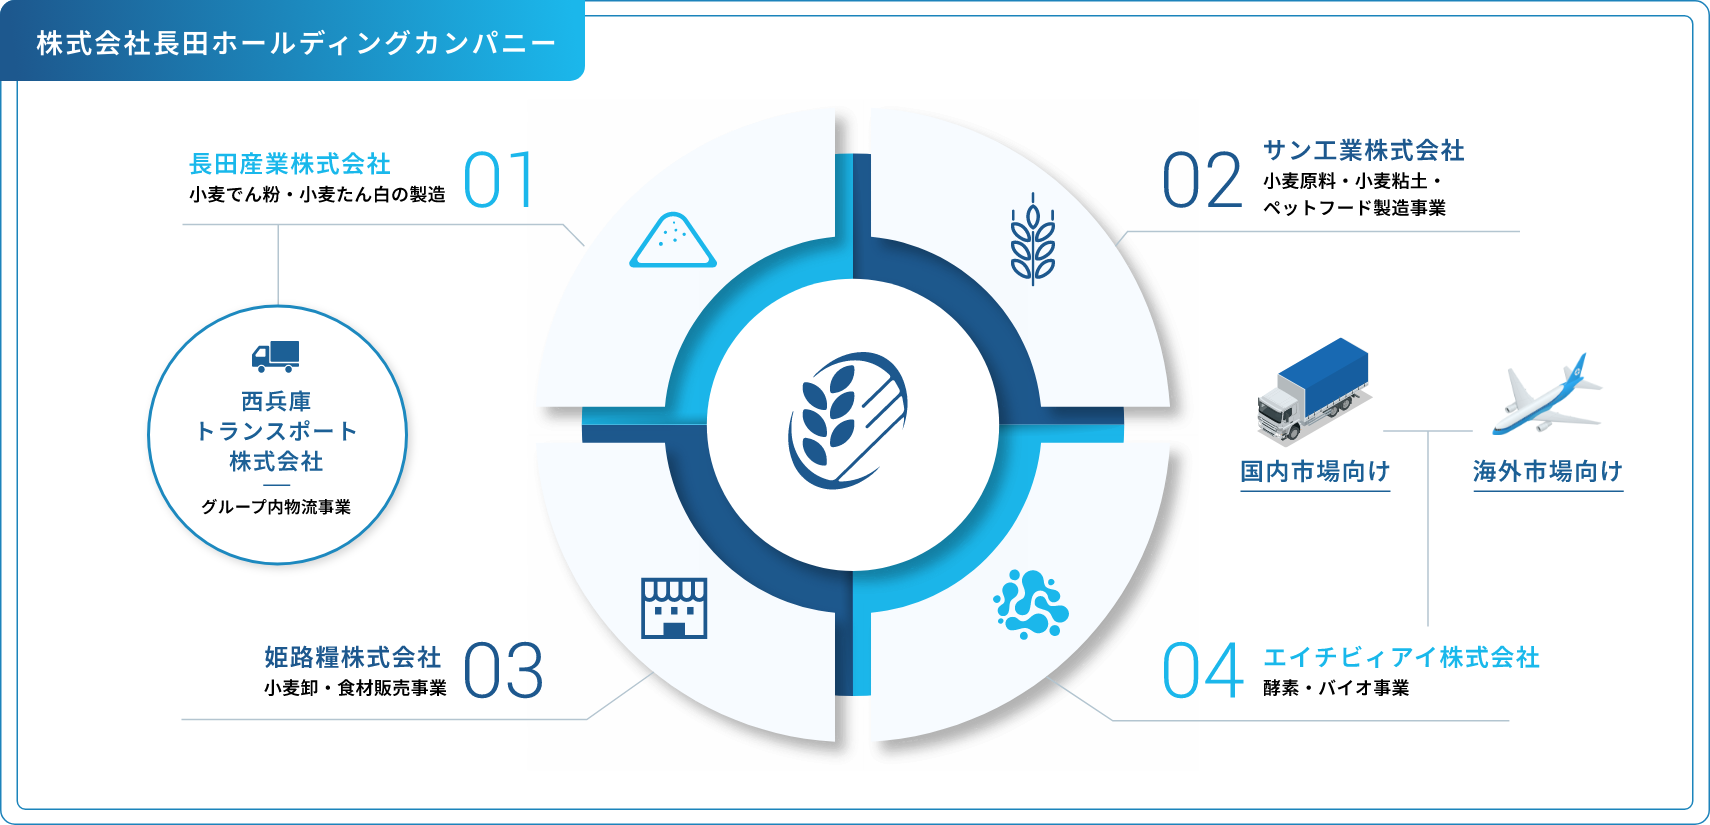 株式会社長田ホールディングカンパニー
長田産業株式会社
小麦でん粉・小麦たん白の製造
01
02
サン工業株式会社
小麦原料・小麦粘土・
ペットフード製造事業
西兵庫
トランスポート
株式会社
グループ内物流事業
国内市場向け
海外市場向け
姫路糧株式会社
小麦卸・食材販売事業
03
04
エイチビィアイ株式会社
酵素・バイオ事業